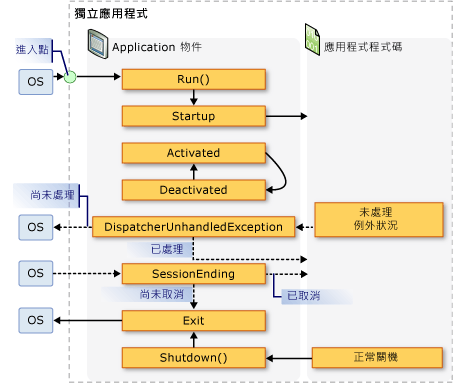 獨立應用程式
進入點
Application 物件
應用程式程式碼
OS
Run()
Startup
Activated
Deactivated
尚未處理
未處理
例外狀況
OS
DispatcherUnhandledException
已處理
OS
SessionEnding
尚未取消
已取消
OS
Exit
Shutdown()
正常關機